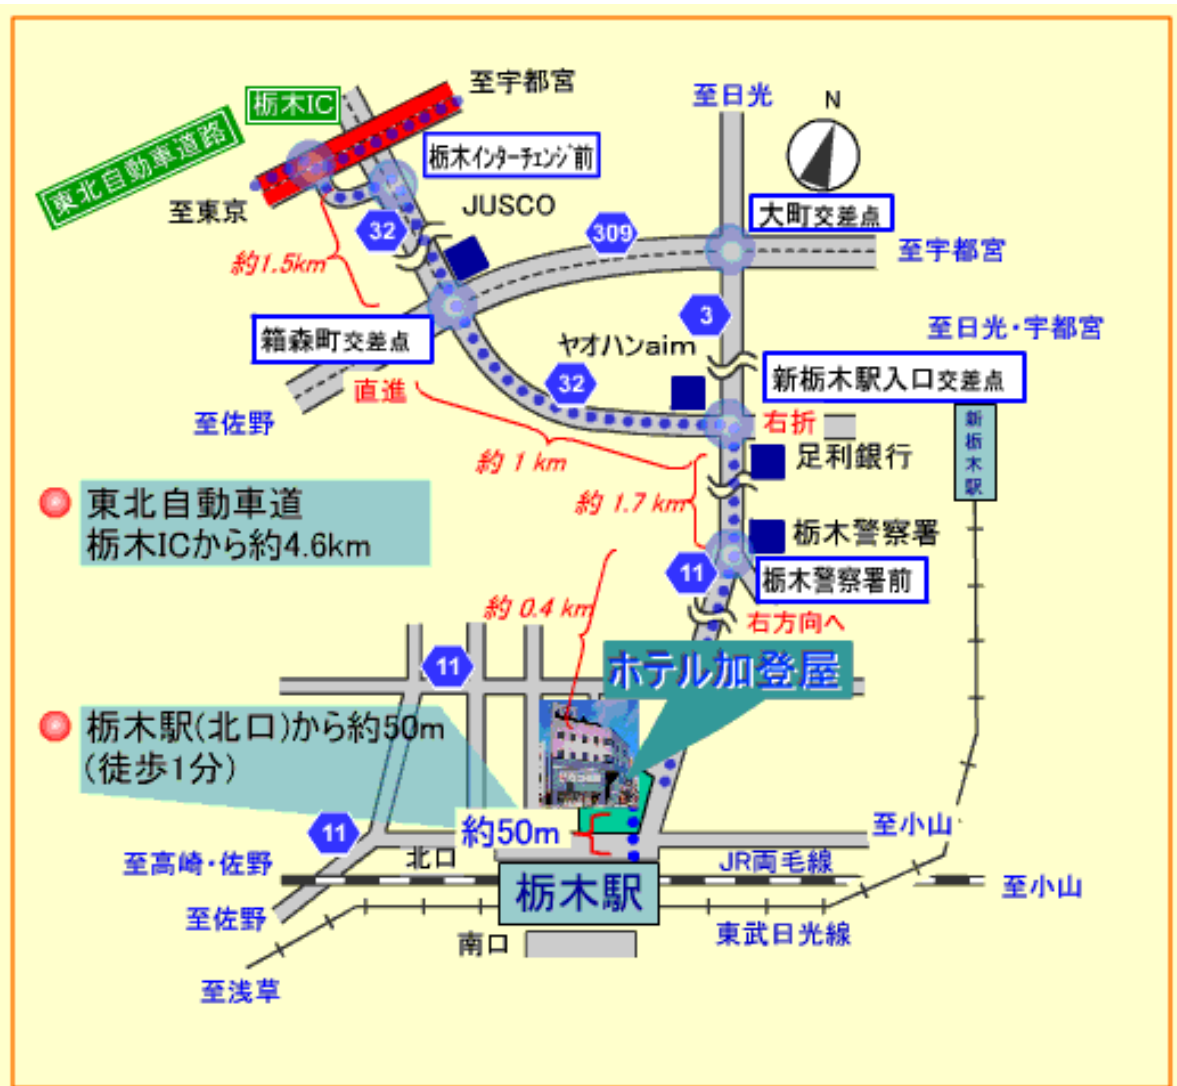 至宇都宮
栃木IC
至日光
N
東北自動車道路
栃木インターチェンジ前
至東京
JUSCO
大町交差点
32
309
至宇都宮
約1.5km
3
箱森町交差点
ヤオハンaim
至日光・宇都宮
直進
32
新栃木駅入口交差点
至佐野
右折
新栃木駅
足利銀行
約 1 km
約 1.7 km
東北自動車道
栃木ICから約4.6km
栃木警察署
11
栃木警察署前
約 0.4 km
右方向へ
11
ホテル加登屋
栃木駅(北口)から約50m
(徒歩1分)
11
約50m
至小山
至高崎・佐野
北口
JR両毛線
栃木駅
至小山
至佐野
南口
東武日光線
至浅草